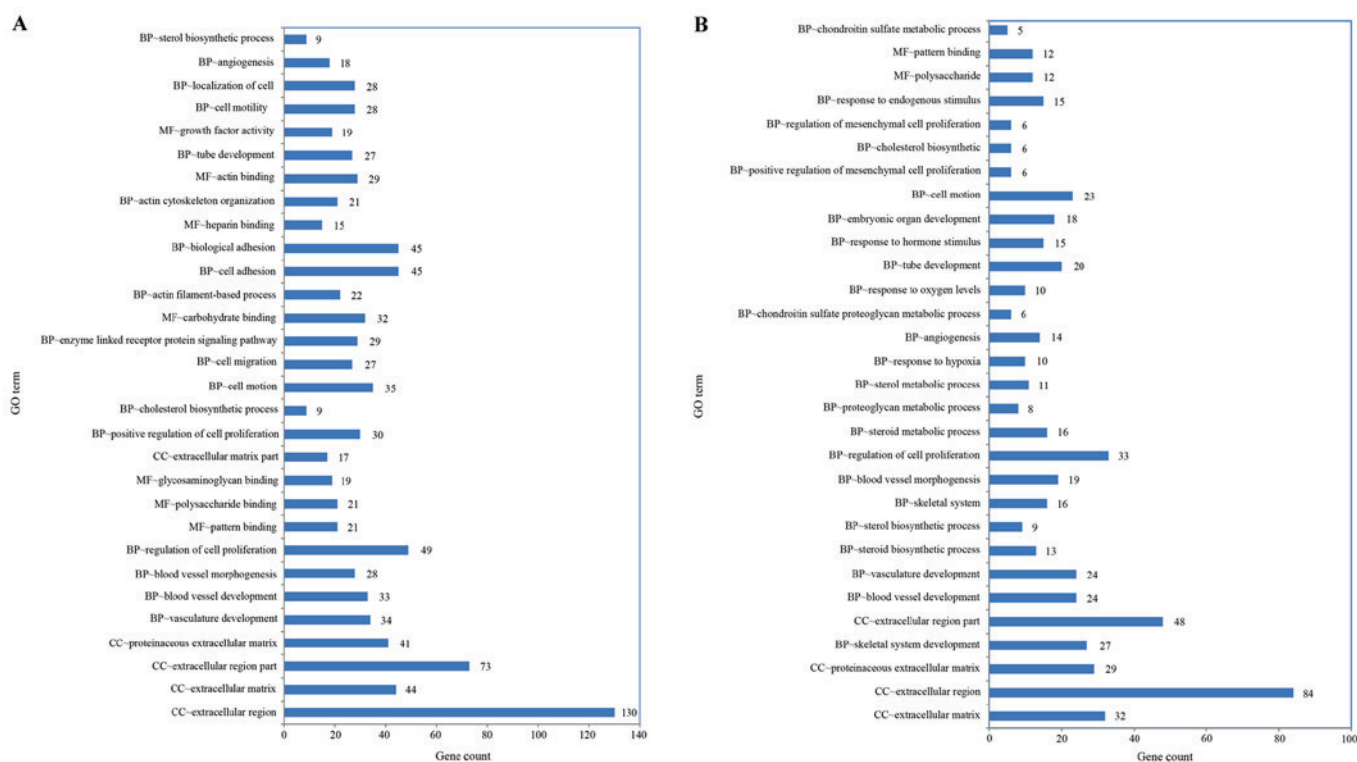 A
BP~sterol biosynthetic process 9
BP~angiogenesis 18
BP~localization of cell 28
BP~cell motility 28
MF~growth factor activity 19
BP~tube development 27
MF~actin binding 29
BP~actin cytoskeleton organization 21
MF~heparin binding 15
BP~biological adhesion 45
BP~cell adhesion 45
BP~actin filament-based process 22
MF~carbohydrate binding 32
BP~enzyme linked receptor protein signaling pathway 29
BP~cell migration 27
BP~cell motion 35
BP~cholesterol biosynthetic process 9
BP~positive regulation of cell proliferation 30
CC~extracellular matrix part 17
MF~glycosaminoglycan binding 19
MF~polysaccharide binding 21
MF~pattern binding 21
BP~regulation of cell proliferation 49
BP~blood vessel morphogenesis 28
BP~blood vessel development 33
BP~vasculature development 34
CC~proteinaceous extracellular matrix 41
CC~extracellular region part 73
CC~extracellular matrix 44
CC~extracellular region 130
GO term
0 20 40 60 80 100 120 140
Gene count
B
BP~chondroitin sulfate metabolic process 5
MF~pattern binding 12
MF~polysaccharide 12
BP~response to endogenous stimulus 15
BP~regulation of mesenchymal cell proliferation 6
BP~cholesterol biosynthetic 6
BP~positive regulation of mesenchymal cell proliferation 6
BP~cell motion 23
BP~embryonic organ development 18
BP~response to hormone stimulus 15
BP~tube development 20
BP~response to oxygen levels 10
BP~chondroitin sulfate proteoglycan metabolic process 6
BP~angiogenesis 14
BP~response to hypoxia 10
BP~sterol metabolic process 11
BP~proteoglycan metabolic process 8
BP~steroid metabolic process 16
BP~regulation of cell proliferation 33
BP~blood vessel morphogenesis 19
BP~skeletal system 16
BP~sterol biosynthetic process 9
BP~steroid biosynthetic process 13
BP~vasculature development 24
BP~blood vessel development 24
CC~extracellular region part 48
BP~skeletal system development 27
CC~proteinaceous extracellular matrix 29
CC~extracellular region 84
CC~extracellular matrix 32
GO term
0 20 40 60 80 100
Gene count